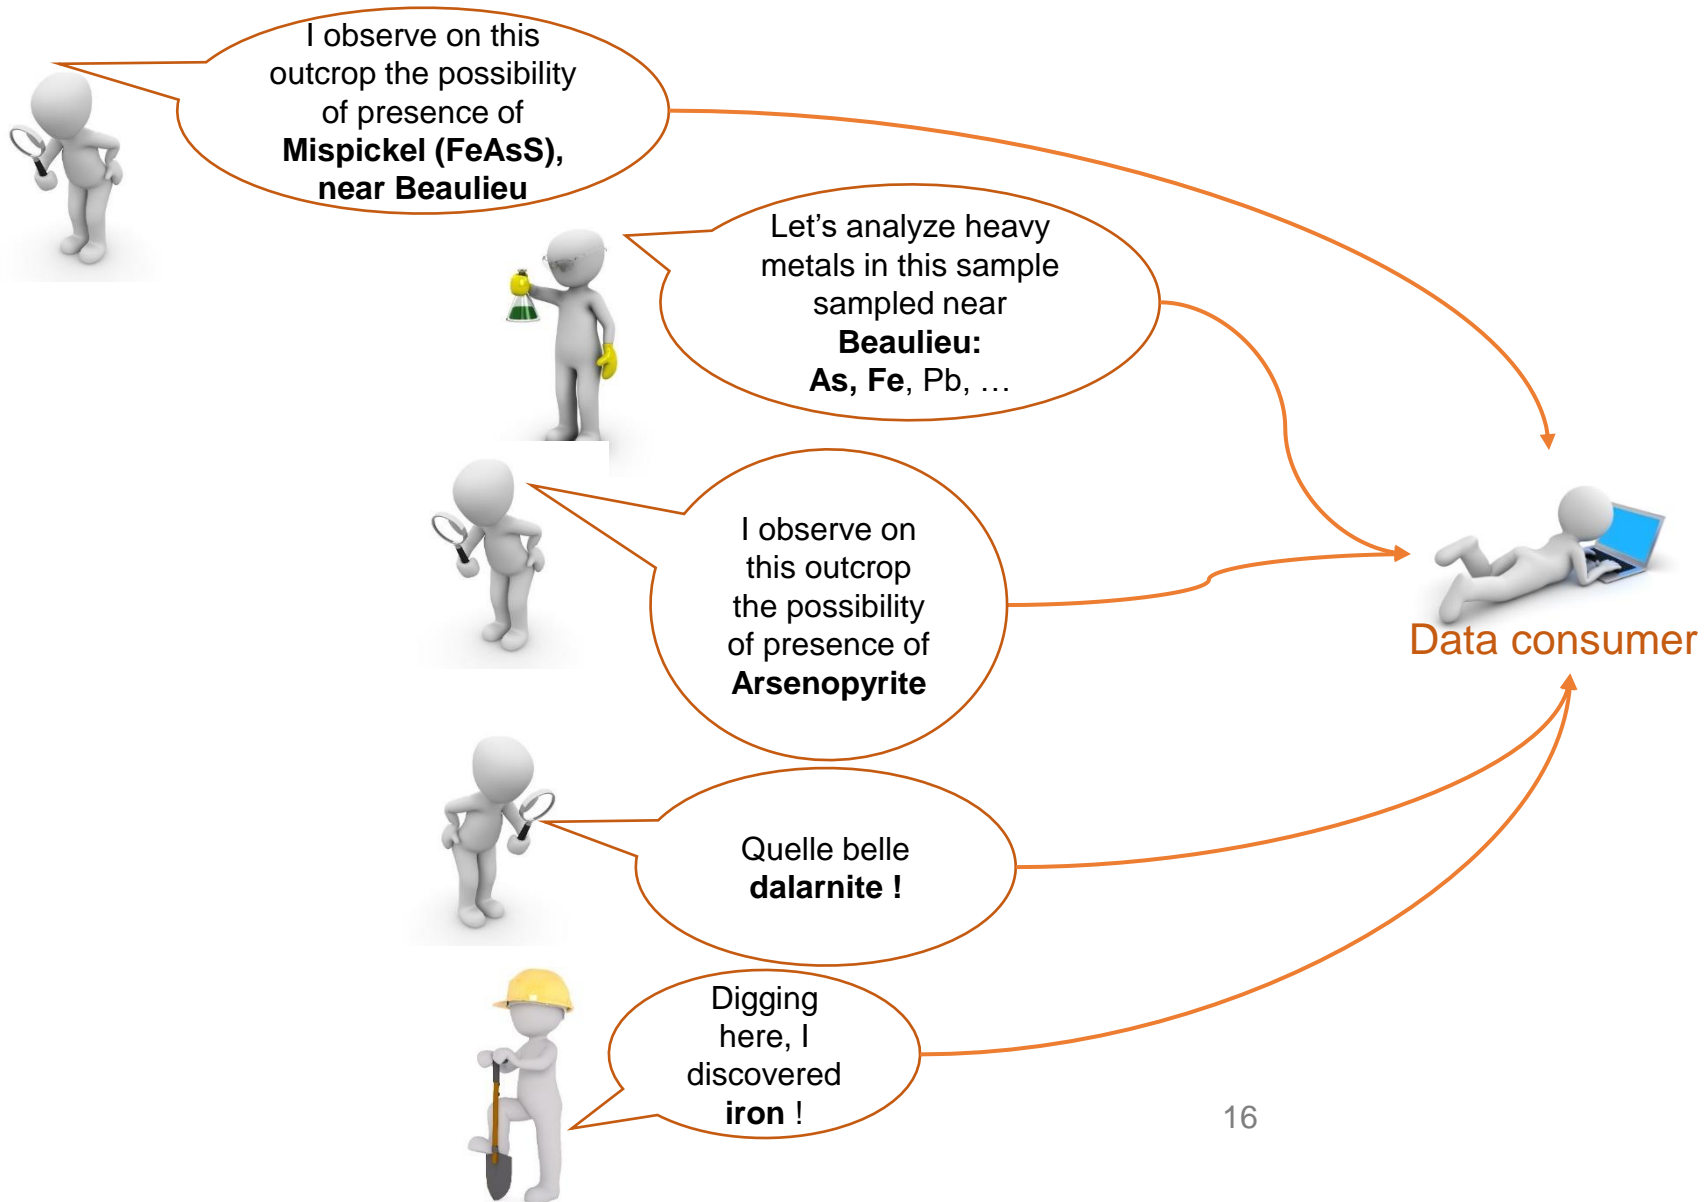 I observe on this
outcrop the possibility
of presence of
Mispickel (FeAsS),
near Beaulieu
Let’s analyze heavy
metals in this sample
sampled near
Beaulieu:
As, Fe, Pb, …
I observe on
this outcrop
the possibility
of presence of
Arsenopyrite
Data consumer
Quelle belle
dalarnite !
Digging
here, I
discovered
iron !
16